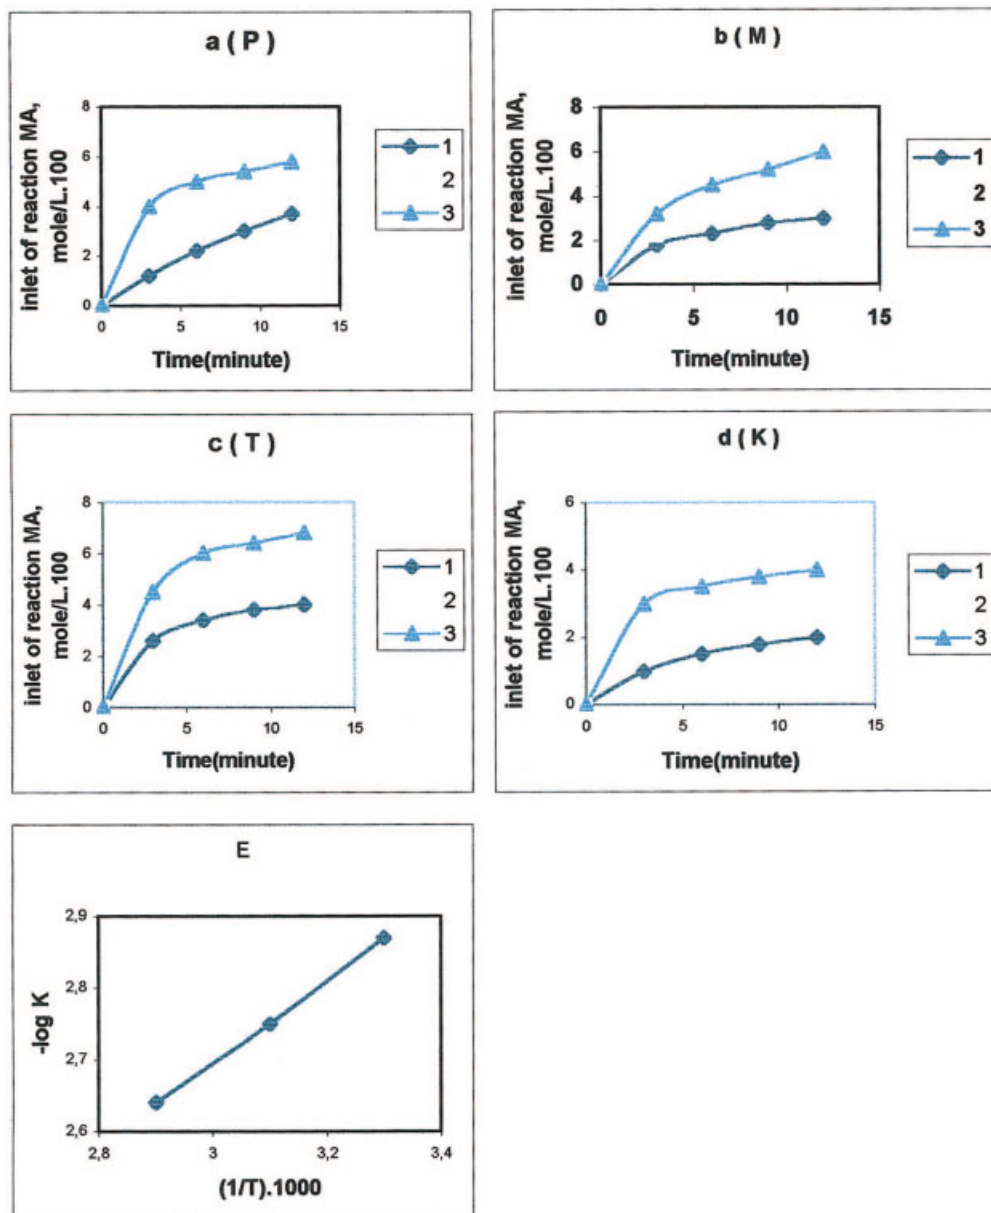 a ( P )
inlet of reaction MA,
mole/L.100
8
6
4
2
0
0 5 10 15
Time(minute)
1
2
3
b ( M )
inlet of reaction MA,
mole/L.100
8
6
4
2
0
0 5 10 15
Time(minute)
1
2
3
c ( T )
inlet of reaction MA,
mole/L.100
8
6
4
2
0
0 5 10 15
Time(minute)
1
2
3
d ( K )
inlet of reaction MA,
mole/L.100
6
4
2
0
0 5 10 15
Time(minute)
1
2
3
E
-log K
2,9
2,8
2,7
2,6
2,8 3 3,2 3,4
(1/T).1000